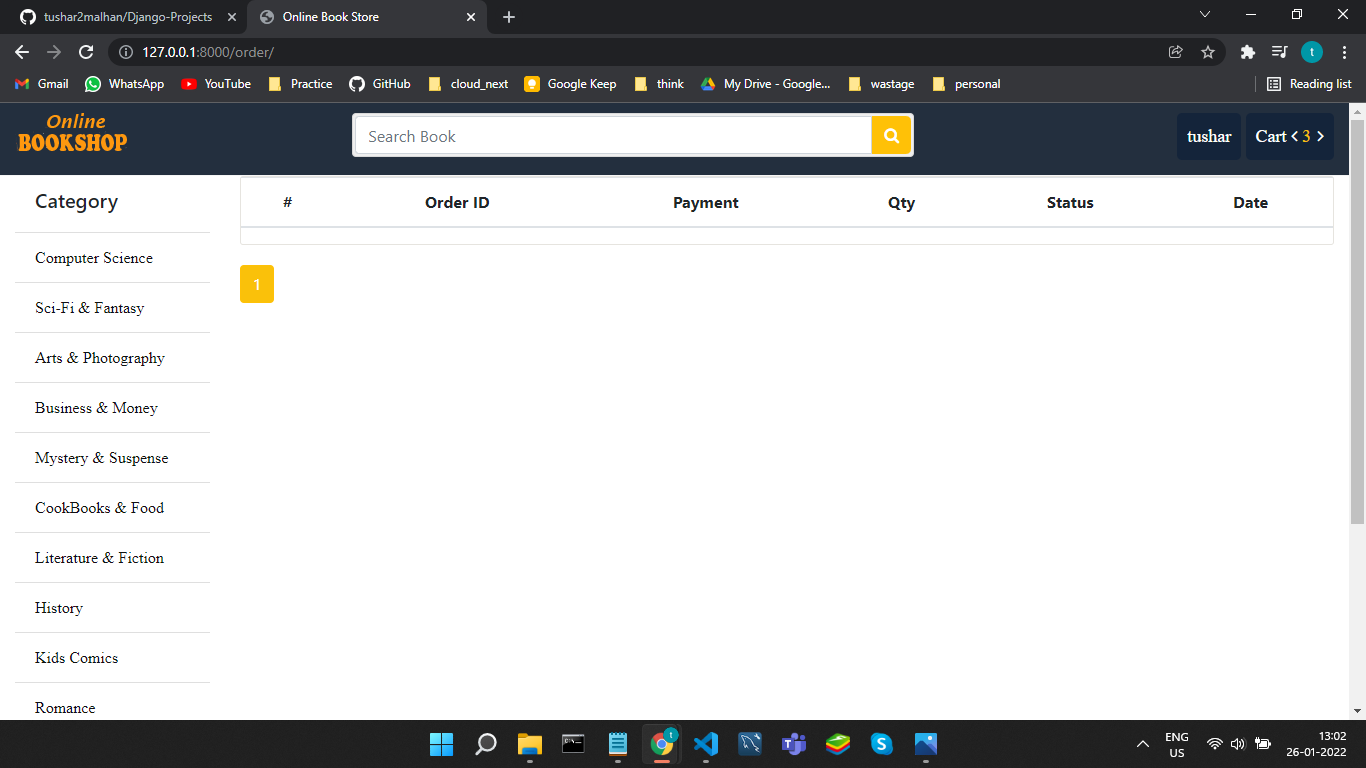 tushar2malhan/Django-Projects
Online Book Store
127.0.0.1:8000/order/
t
Gmail WhatsApp YouTube Practice GitHub cloud_next Google Keep think My Drive - Google... wastage personal Reading list
Online
BOOKSHOP
Search Book
tushar
Cart < 3 >
Category
Computer Science
Sci-Fi & Fantasy
Arts & Photography
Business & Money
Mystery & Suspense
CookBooks & Food
Literature & Fiction
History
Kids Comics
Romance
# Order ID Payment Qty Status Date
1
ENG
US
13:02
26-01-2022